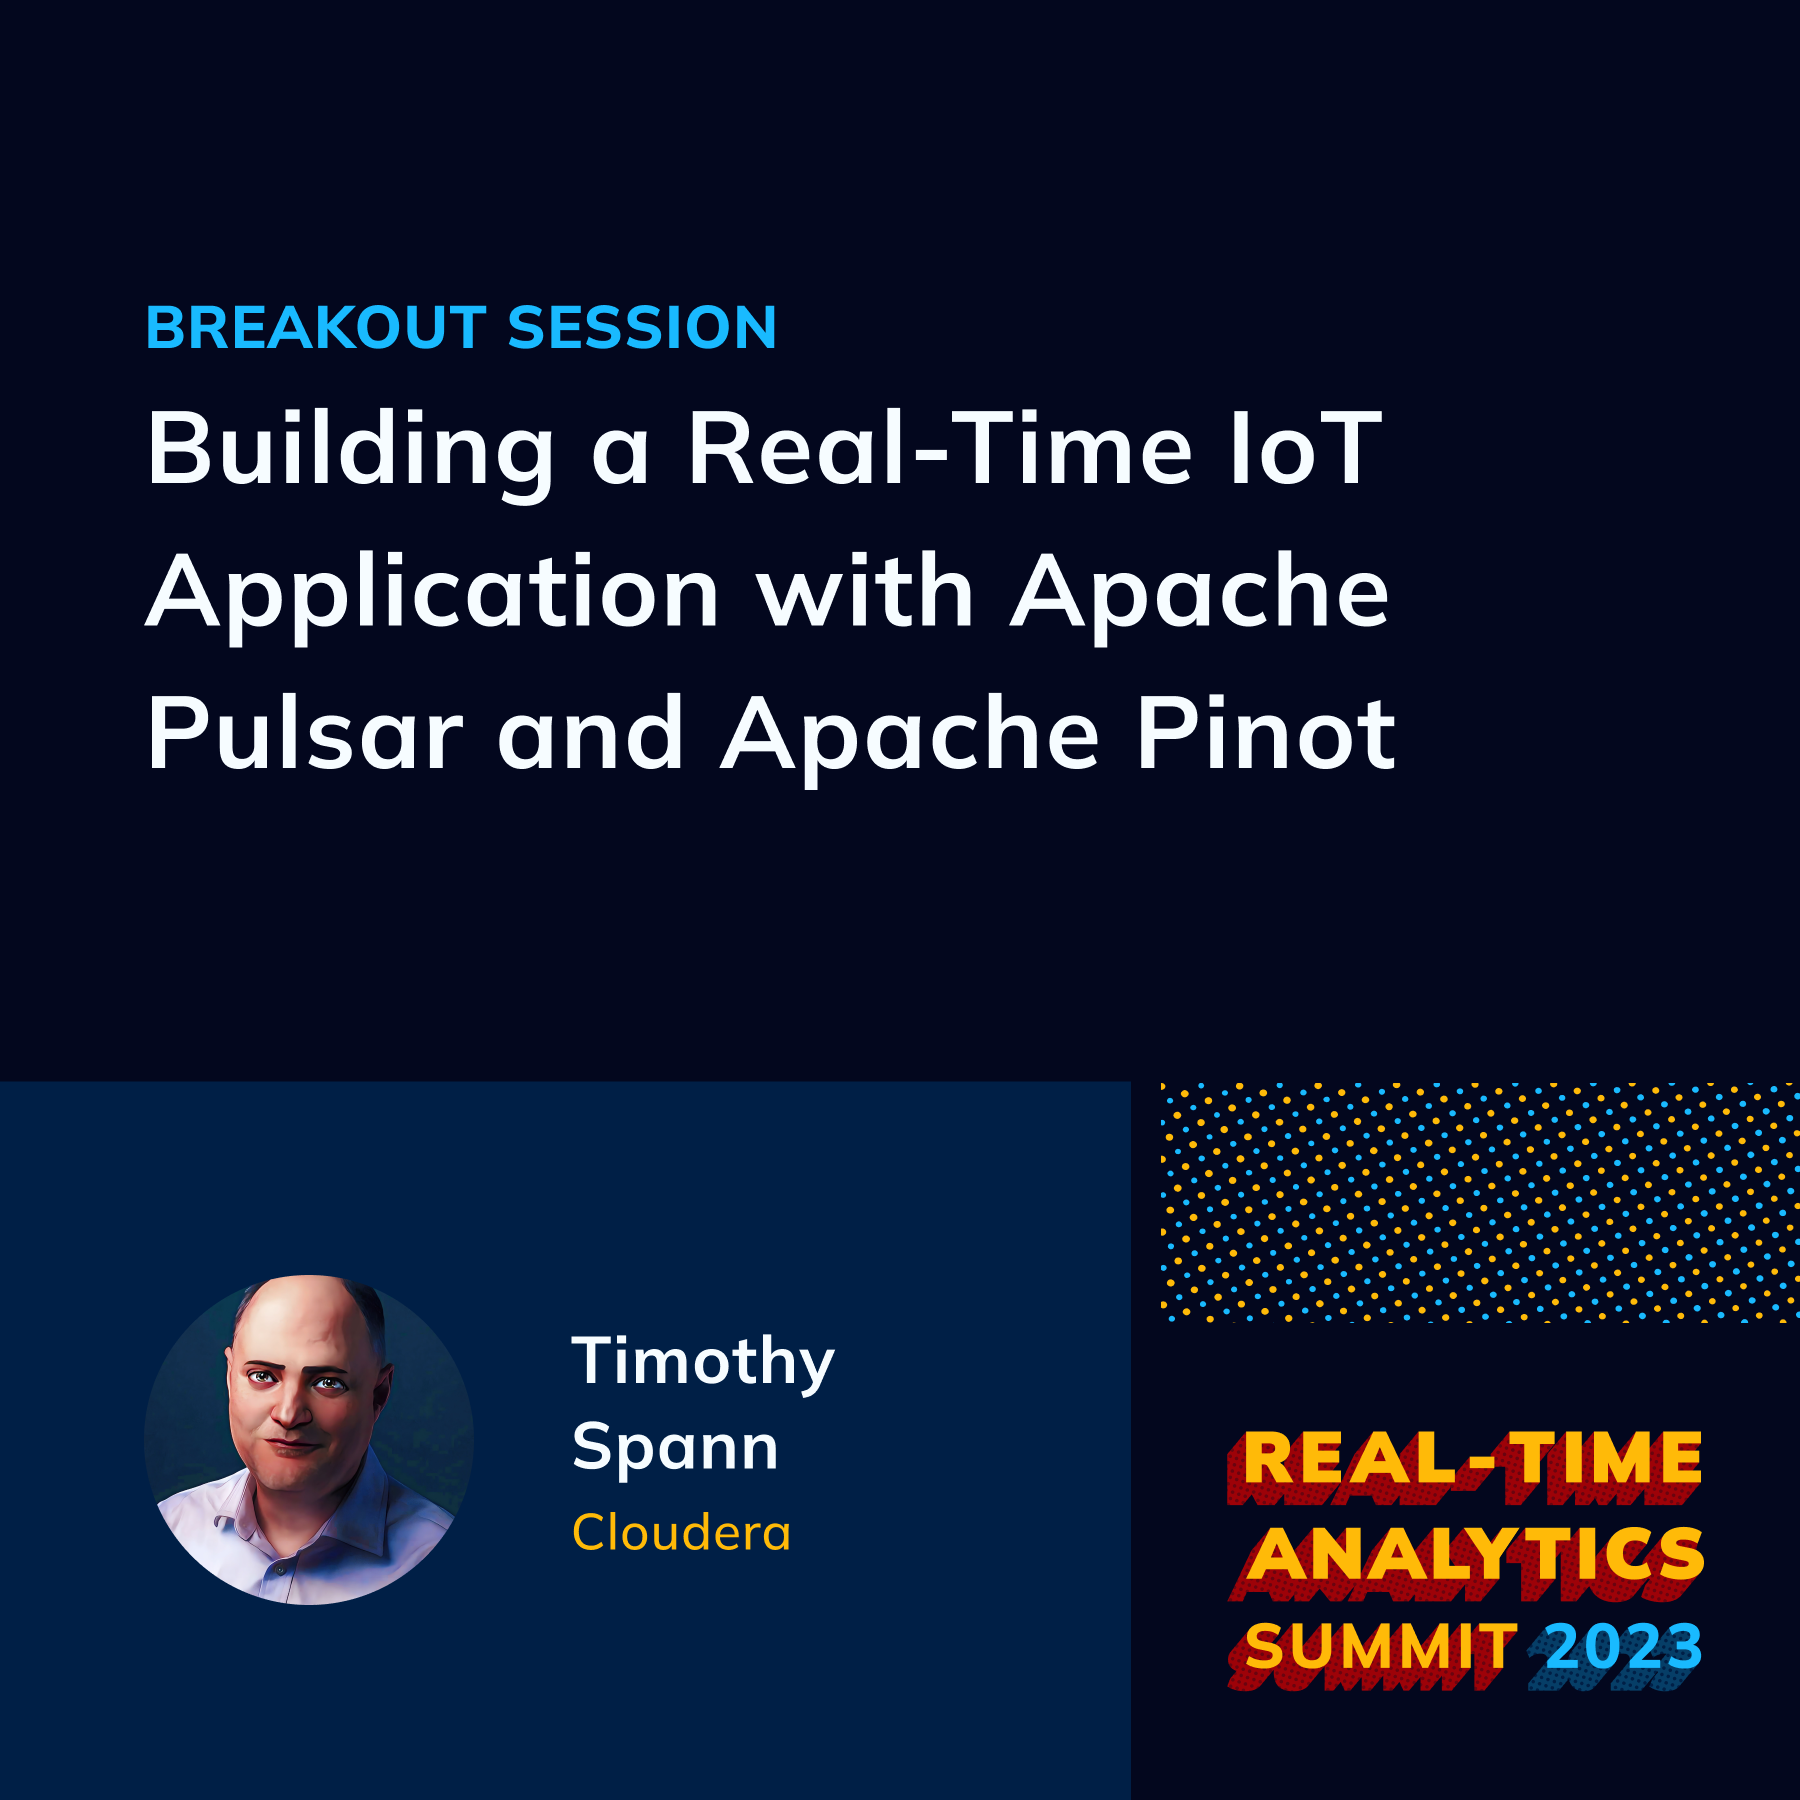 BREAKOUT SESSION
Building a Real-Time IoT
Application with Apache
Pulsar and Apache Pinot
Timothy
Spann
Cloudera
REAL-TIME
ANALYTICS
SUMMIT 2023